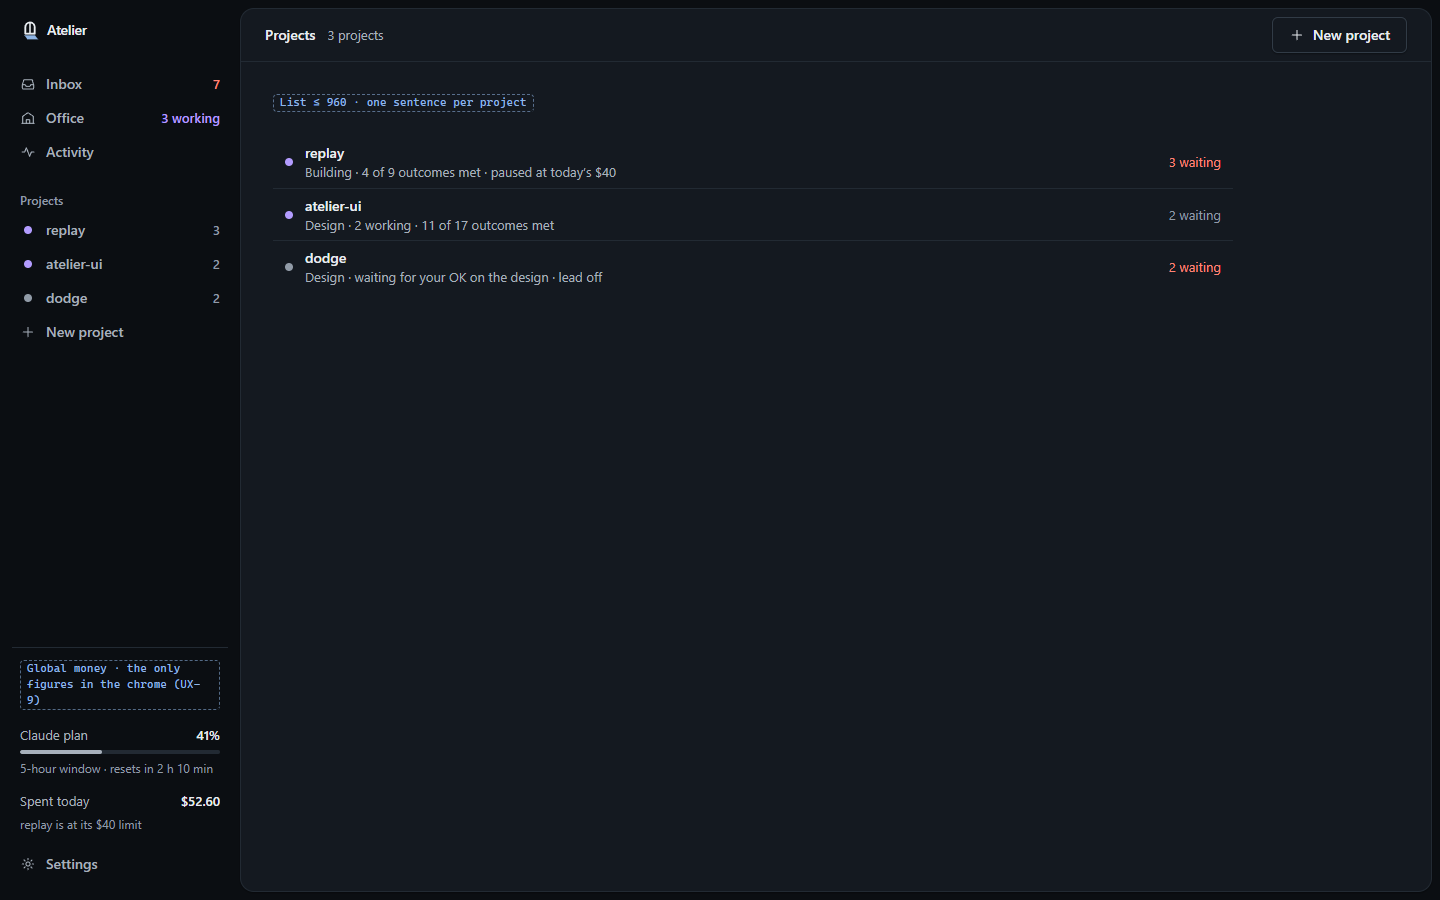 Atelier
Inbox 7
Office 3 working
Activity
Projects
replay 3
atelier-ui 2
dodge 2
New project
Global money · the only
figures in the chrome (UX-
9)
Claude plan 41%
5-hour window · resets in 2 h 10 min
Spent today $52.60
replay is at its $40 limit
Settings
Projects 3 projects
New project
List ≤ 960 · one sentence per project
replay
Building · 4 of 9 outcomes met · paused at today's $40
3 waiting
atelier-ui
Design · 2 working · 11 of 17 outcomes met
2 waiting
dodge
Design · waiting for your OK on the design · lead off
2 waiting